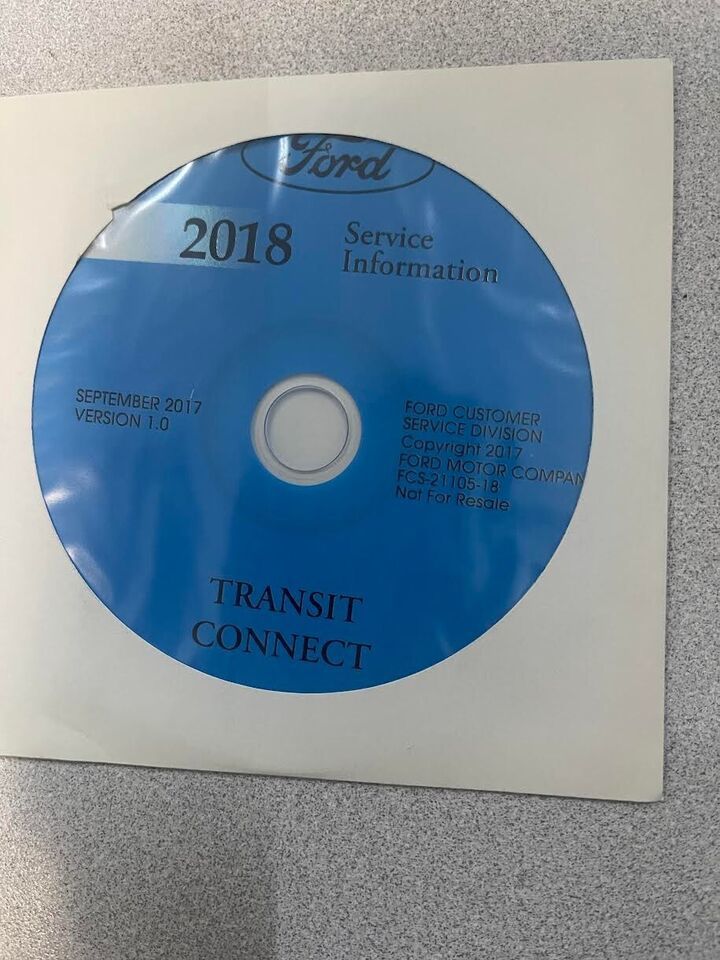 Ford
2018
Service
Information
SEPTEMBER 2017
VERSION 1.0
FORD CUSTOMER
SERVICE DIVISION
Copyright 2017
FORD MOTOR COMPAN
FCS-21105-18
Not For Resale
TRANSIT
CONNECT